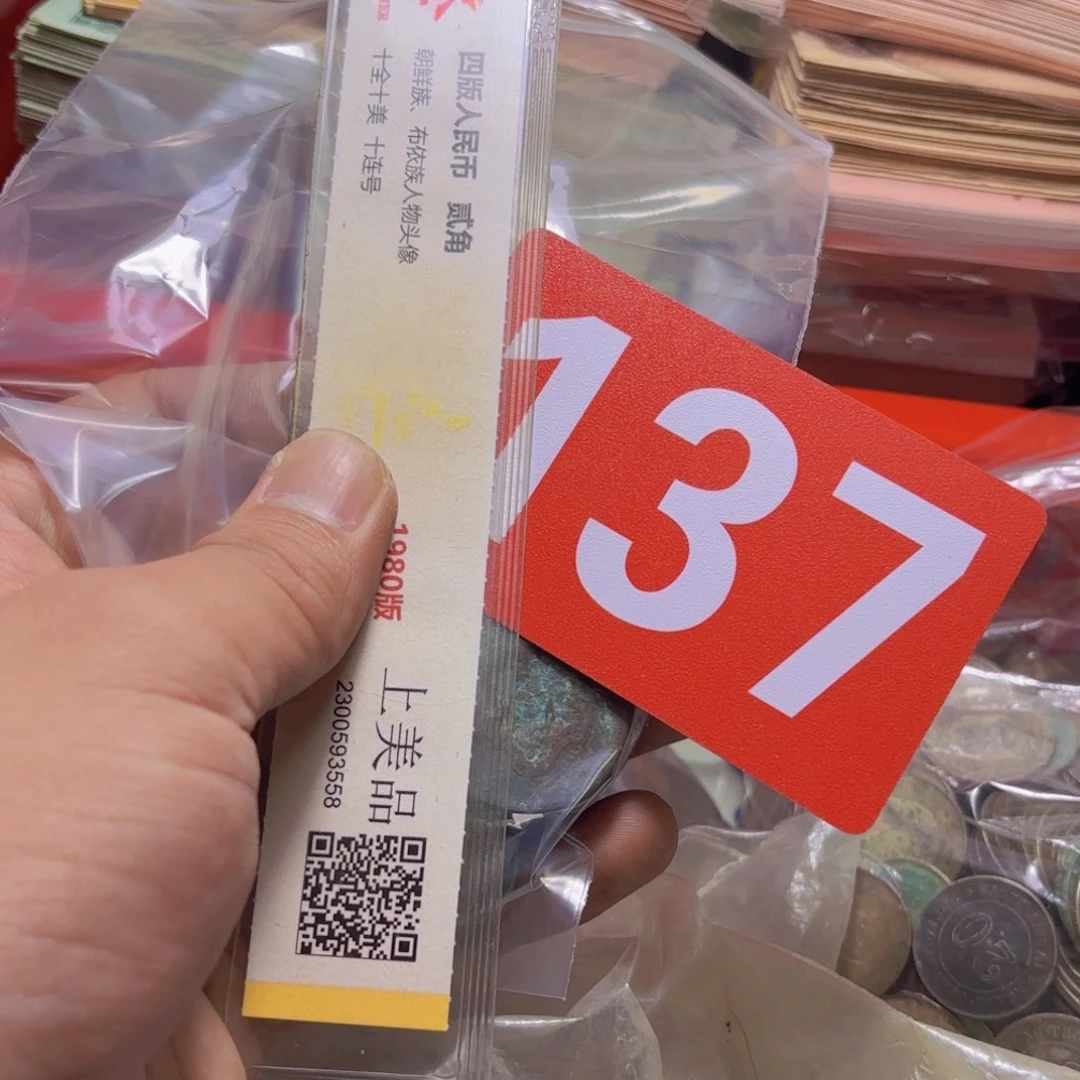 四版人民币 贰角
朝鲜族、布依族人物头像
十全十美 十连号
1980版
上美品
2300593558
137